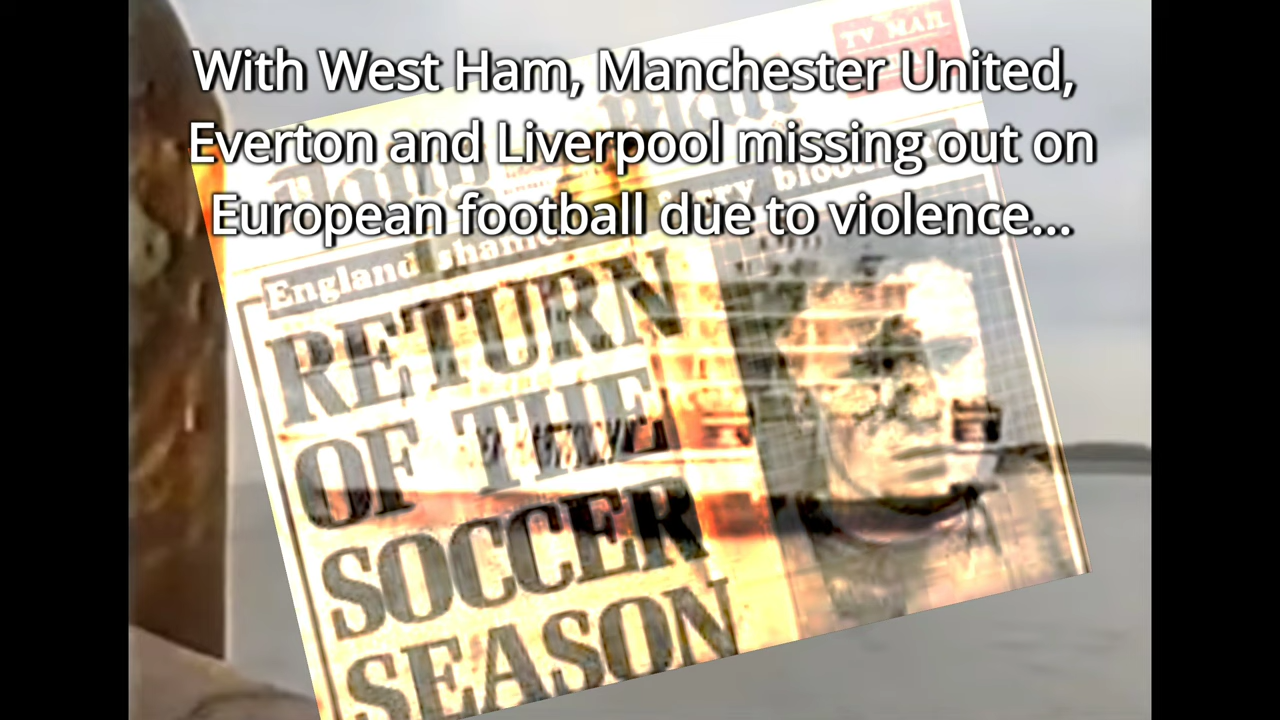 With West Ham, Manchester United,
Everton and Liverpool missing out on
European football due to violence...
TV MAIL
England
RETURN
OF THE
SOCCER
SEASON